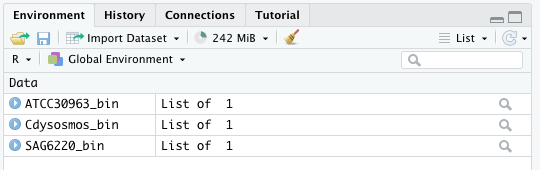 Environment History Connections Tutorial
Import Dataset 242 MiB List
R Global Environment
Data
ATCC30963_bin List of 1
Cdysosmos_bin List of 1
SAG6220_bin List of 1